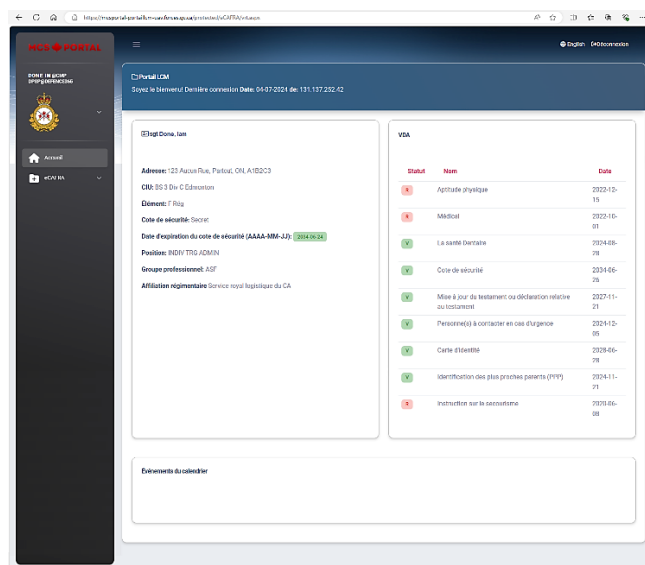 MCS PORTAL
English Déconnexion
Portail LCM
Soyez le bienvenu! Dernière connexion Date: 04-07-2024 de: 131.137.252.42
Accueil
eCAFRA
Sgt Done, Iam
Adresse: 123 Aucun Rue, Partout, ON, A1B2C3
CIU: BS 3 Div C Edmonton
Élément: F Rég
Cote de sécurité: Secret
Date d'expiration du cote de sécurité (AAAA-MM-JJ): 2034-06-24
Position: INDIV TRG ADMIN
Groupe professionnel: ASF
Affiliation régimentaire Service royal logistique du CA
VDA
Statut Nom Date
R Aptitude physique 2022-12-
15
R Médical 2022-10-
01
V La santé Dentaire 2024-08-
28
V Cote de sécurité 2034-06-
V Mise à jour du testament ou déclaration relative 2027-11-
au testament 21
V Personne(s) à contacter en cas d'urgence 2024-12-
V Carte d'identité 2028-06-
28
V Identification des plus proches parents (PPP) 2024-11-
21
R Instruction sur le secourisme 2020-06-
Événements du calendrier